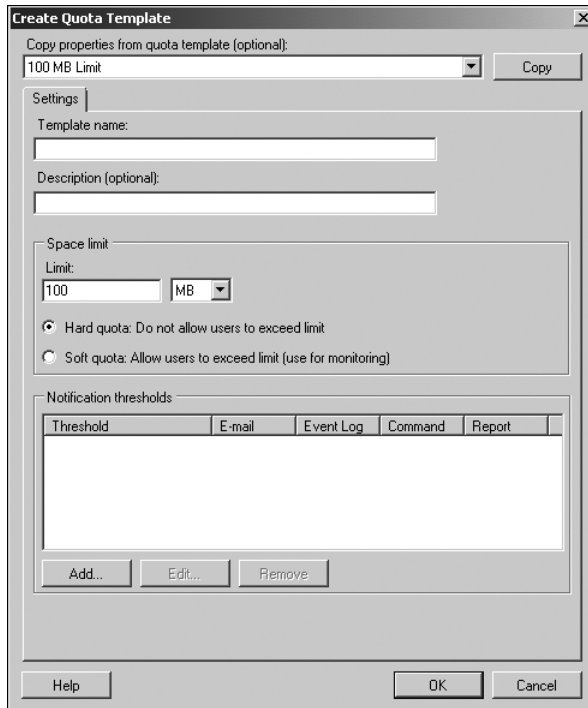 Create Quota Template
Copy properties from quota template (optional):
100 MB Limit
Copy
Settings
Template name:
Description (optional):
Space limit
Limit:
100 MB
Hard quota: Do not allow users to exceed limit
Soft quota: Allow users to exceed limit (use for monitoring)
Notification thresholds
Threshold E-mail Event Log Command Report
Add... Edit... Remove
Help OK Cancel